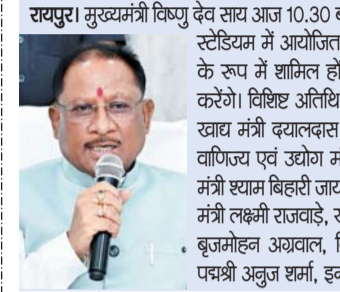 रायपुर। मुख्यमंत्री विष्णु देव साय आज 10.30 ब
स्टेडियम में आयोजित
के रूप में शामिल हों
करेंगे। विशिष्ट अतिथि
खाद्य मंत्री दयालदास
वाणिज्य एवं उद्योग मं
मंत्री श्याम बिहारी जाय
मंत्री लक्ष्मी राजवाड़े, स
बृजमोहन अग्रवाल, वि
पद्मश्री अनुज शर्मा, इन